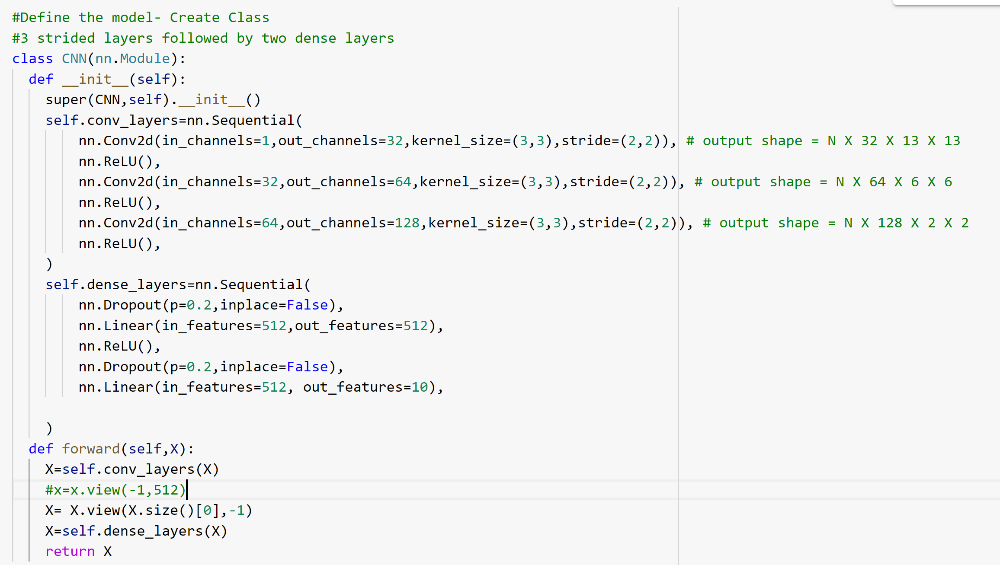 #Define the model- Create Class
#3 strided layers followed by two dense layers
class CNN(nn.Module):
  def __init__(self):
    super(CNN,self).__init__()
    self.conv_layers=nn.Sequential(
        nn.Conv2d(in_channels=1,out_channels=32,kernel_size=(3,3),stride=(2,2)), # output shape = N X 32 X 13 X 13
        nn.ReLU(),
        nn.Conv2d(in_channels=32,out_channels=64,kernel_size=(3,3),stride=(2,2)), # output shape = N X 64 X 6 X 6
        nn.ReLU(),
        nn.Conv2d(in_channels=64,out_channels=128,kernel_size=(3,3),stride=(2,2)), # output shape = N X 128 X 2 X 2
        nn.ReLU(),
    )
    self.dense_layers=nn.Sequential(
        nn.Dropout(p=0.2,inplace=False),
        nn.Linear(in_features=512,out_features=512),
        nn.ReLU(),
        nn.Dropout(p=0.2,inplace=False),
        nn.Linear(in_features=512, out_features=10),

    )
  def forward(self,X):
    X=self.conv_layers(X)
    #x=x.view(-1,512)
    X= X.view(X.size()[0],-1)
    X=self.dense_layers(X)
    return X